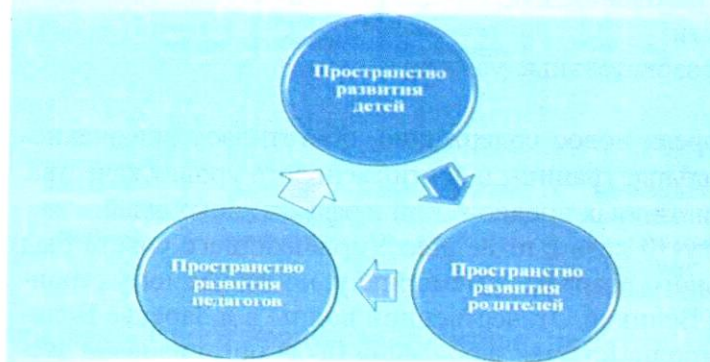 Пространство
развития
детей
Пространство
развития
педагогов
Пространство
развития
родителей